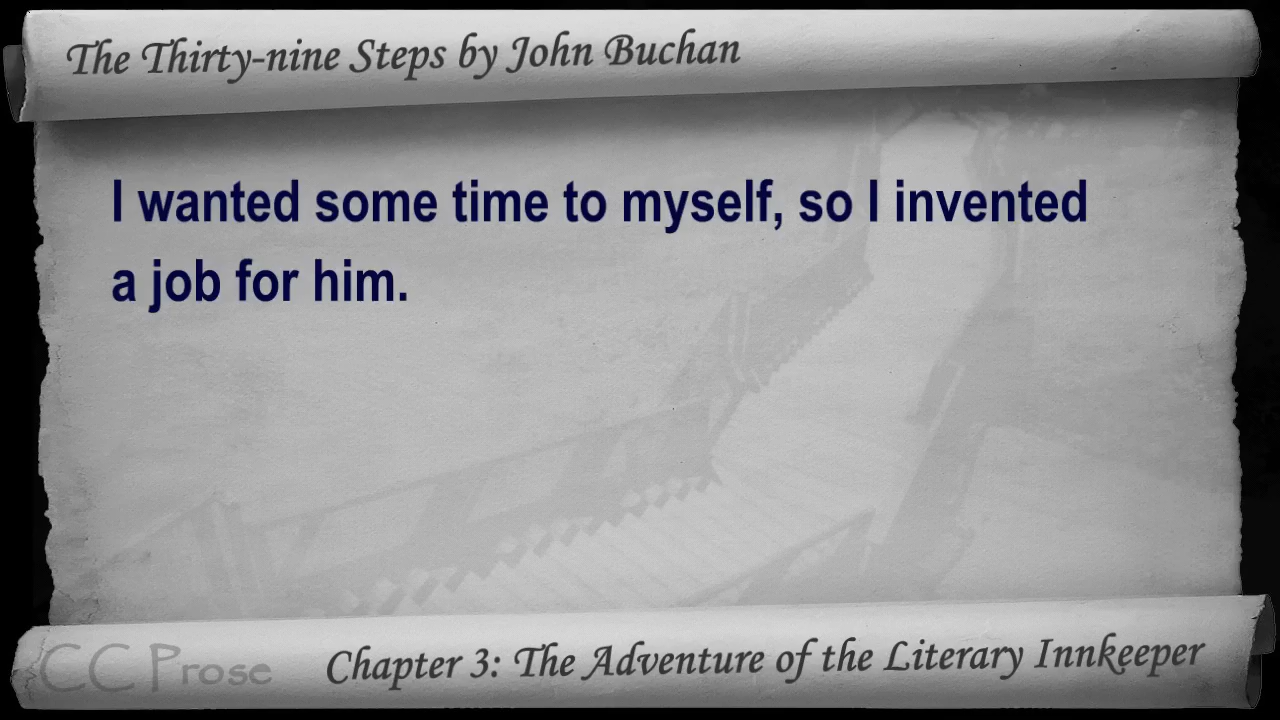 The Thirty-nine Steps by John Buchan
I wanted some time to myself, so I invented
a job for him.
CC Prose
Chapter 3: The Adventure of the Literary Innkeeper